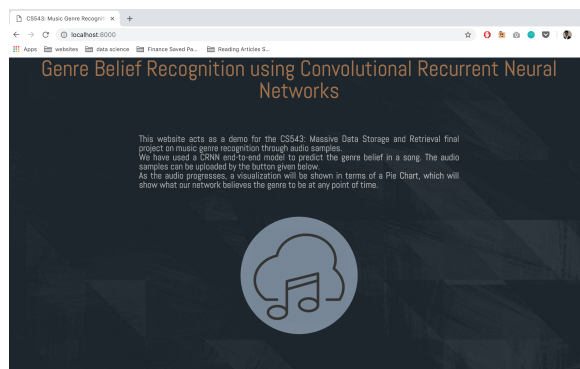 CS543: Music Genre Recogniti
localhost:8000
Apps websites data science Finance Saved Pa... Reading Articles S...
Genre Belief Recognition using Convolutional Recurrent Neural
Networks
This website acts as a demo for the CS543: Massive Data Storage and Retrieval final
project on music genre recognition through audio samples.
We have used a CRNN end-to-end model to predict the genre belief in a song. The audio
samples can be uploaded by the button given below.
As the audio progresses, a visualization will be shown in terms of a Pie Chart, which will
show what our network believes the genre to be at any point of time.